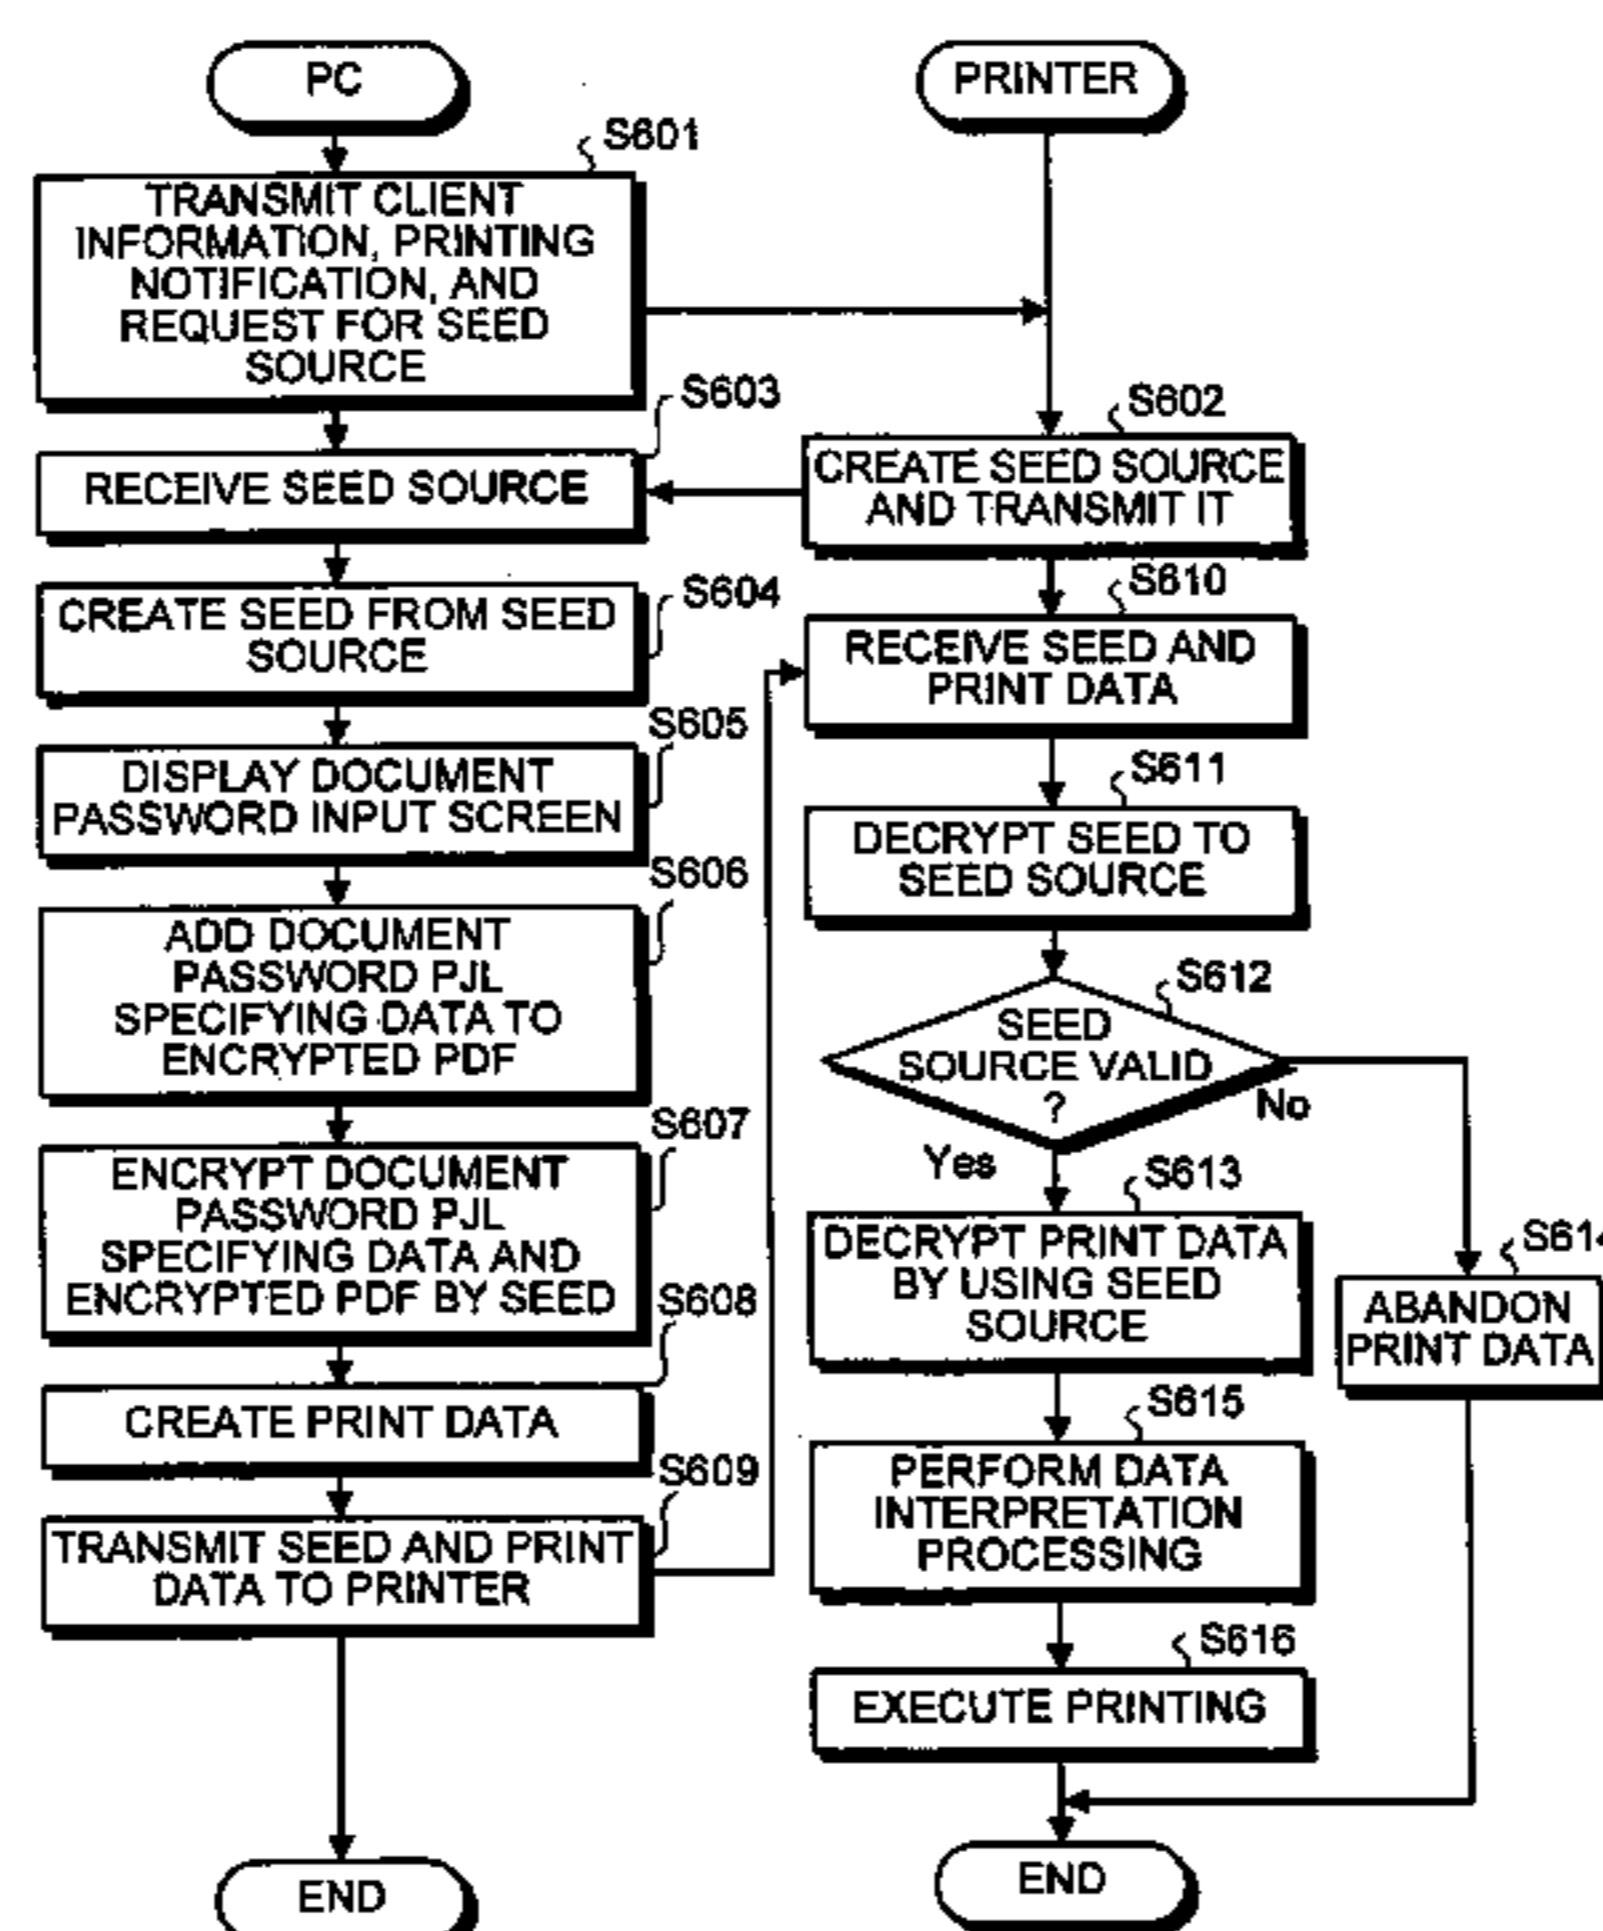 PC
S601
TRANSMIT CLIENT
INFORMATION, PRINTING
NOTIFICATION, AND
REQUEST FOR SEED
SOURCE
S603
RECEIVE SEED SOURCE
S604
CREATE SEED FROM SEED
SOURCE
S605
DISPLAY DOCUMENT
PASSWORD INPUT SCREEN
S606
ADD DOCUMENT
PASSWORD PJL
SPECIFYING DATA TO
ENCRYPTED PDF
S607
ENCRYPT DOCUMENT
PASSWORD PJL
SPECIFYING DATA AND
ENCRYPTED PDF BY SEED
S608
CREATE PRINT DATA
S609
TRANSMIT SEED AND PRINT
DATA TO PRINTER
END
PRINTER
S602
CREATE SEED SOURCE
AND TRANSMIT IT
S610
RECEIVE SEED AND
PRINT DATA
S611
DECRYPT SEED TO
SEED SOURCE
S612
SEED
SOURCE VALID
?
No
Yes
S613
DECRYPT PRINT DATA
BY USING SEED
SOURCE
S614
ABANDON
PRINT DATA
S615
PERFORM DATA
INTERPRETATION
PROCESSING
S616
EXECUTE PRINTING
END